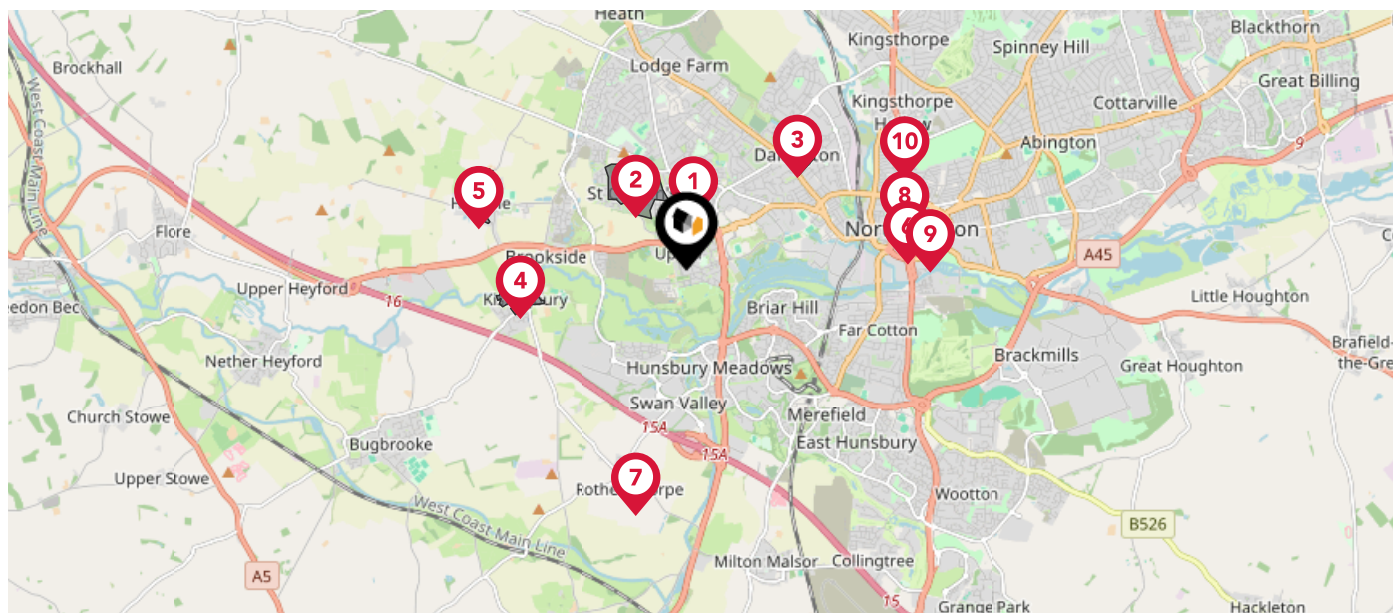 Heath
Kingsthorpe
Blackthorn
Spinney Hill
Brockhall
Lodge Farm
Great Billing
Kingsthorpe
Cottarville
10
3
Abington
9
West Coast Main Line
5
2
1
St
8
Flore
9
Upper Heyford
16
4
A45
Little Houghton
Briar Hill
Far Cotton
Nether Heyford
Brackmills
Great Houghton
Brafield-
the-Gre
Hunsbury Meadows
Swan Valley
Church Stowe
15A
Merefield
Bugbrooke
East Hunsbury
15A
Upper Stowe
7
Wootton
West Coast Main Line
B526
Milton Malsor
Collingtree
A5
15
Grange Park
Hackleton